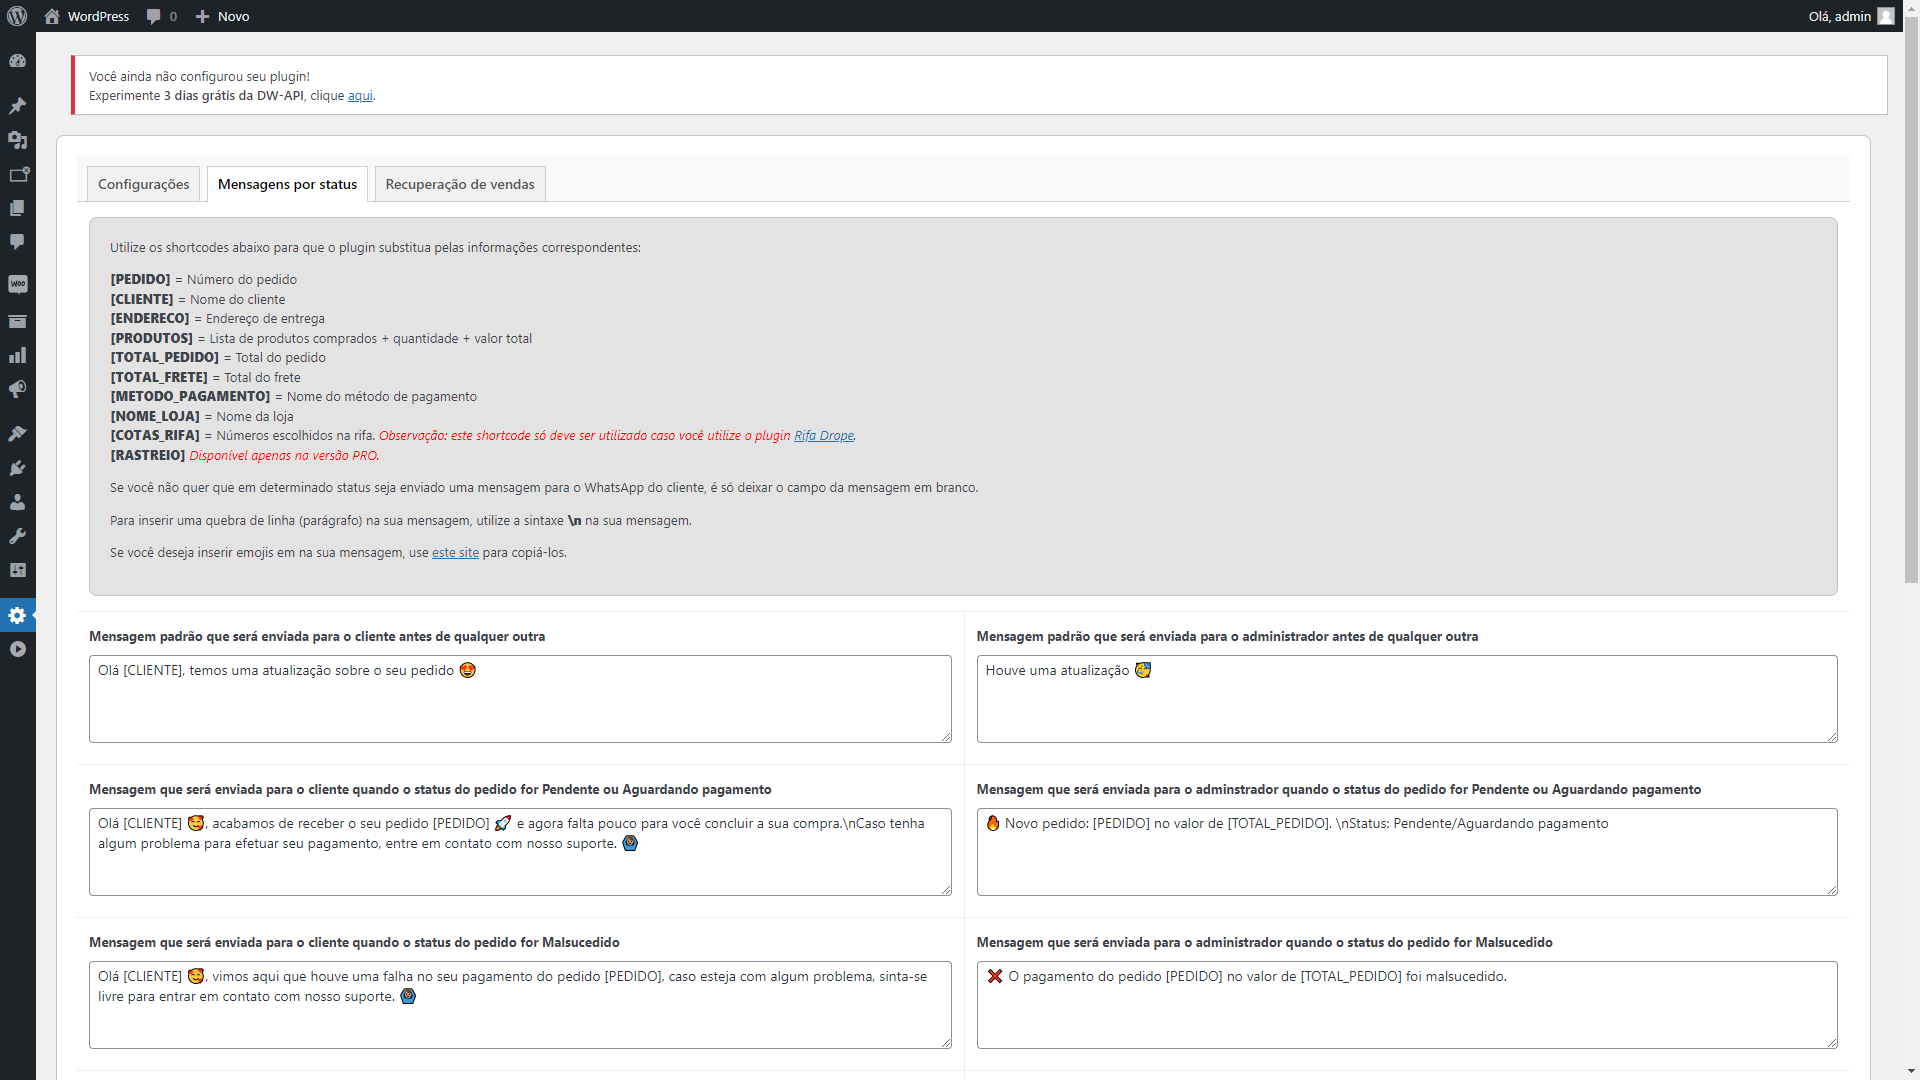 WordPress 0 Novo Olá, admin
Você ainda não configurou seu plugin!
Experimente 3 dias grátis da DW-API, clique aqui.
Configurações Mensagens por status Recuperação de vendas
Utilize os shortcodes abaixo para que o plugin substitua pelas informações correspondentes:
[PEDIDO] = Número do pedido
[CLIENTE] = Nome do cliente
[ENDERECO] = Endereço de entrega
[PRODUTOS] = Lista de produtos comprados + quantidade + valor total
[TOTAL_PEDIDO] = Total do pedido
[TOTAL_FRETE] = Total do frete
[METODO_PAGAMENTO] = Nome do método de pagamento
[NOME_LOJA] = Nome da loja
[COTAS_RIFA] = Números escolhidos na rifa. Observação: este shortcode só deve ser utilizado caso você utilize o plugin Rifa Drope.
[RASTREIO] Disponível apenas na versão PRO.
Se você não quer que em determinado status seja enviado uma mensagem para o WhatsApp do cliente, é só deixar o campo da mensagem em branco.
Para inserir uma quebra de linha (parágrafo) na sua mensagem, utilize a sintaxe \n na sua mensagem.
Se você deseja inserir emojis em na sua mensagem, use este site para copiá-los.
Mensagem padrão que será enviada para o cliente antes de qualquer outra
Olá [CLIENTE], temos uma atualização sobre o seu pedido 🤩
Mensagem padrão que será enviada para o administrador antes de qualquer outra
Houve uma atualização 🥳
Mensagem que será enviada para o cliente quando o status do pedido for Pendente ou Aguardando pagamento
Olá [CLIENTE] 🥰, acabamos de receber o seu pedido [PEDIDO] 🚀 e agora falta pouco para você concluir a sua compra.\nCaso tenha
algum problema para efetuar seu pagamento, entre em contato com nosso suporte. 🙆🏾‍♂️
Mensagem que será enviada para o adminstrador quando o status do pedido for Pendente ou Aguardando pagamento
🔥 Novo pedido: [PEDIDO] no valor de [TOTAL_PEDIDO]. \nStatus: Pendente/Aguardando pagamento
Mensagem que será enviada para o cliente quando o status do pedido for Malsucedido
Olá [CLIENTE] 🥰, vimos aqui que houve uma falha no seu pagamento do pedido [PEDIDO], caso esteja com algum problema, sinta-se
livre para entrar em contato com nosso suporte. 🙆🏾‍♂️
Mensagem que será enviada para o administrador quando o status do pedido for Malsucedido
❌ O pagamento do pedido [PEDIDO] no valor de [TOTAL_PEDIDO] foi malsucedido.